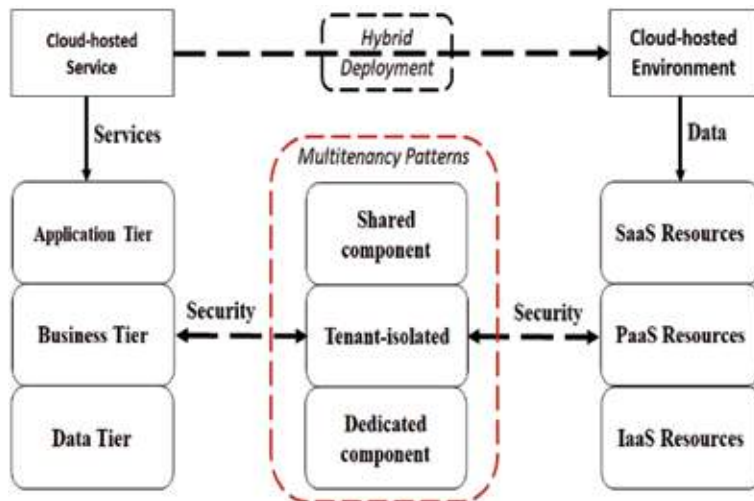 Cloud-hosted
Service
Hybrid
Deployment
Cloud-hosted
Environment
Services
Data
Multitenancy Patterns
Application Tier
Shared
component
SaaS Resources
Business Tier
Security
Tenant-isolated
Security
PaaS Resources
Data Tier
Dedicated
component
IaaS Resources